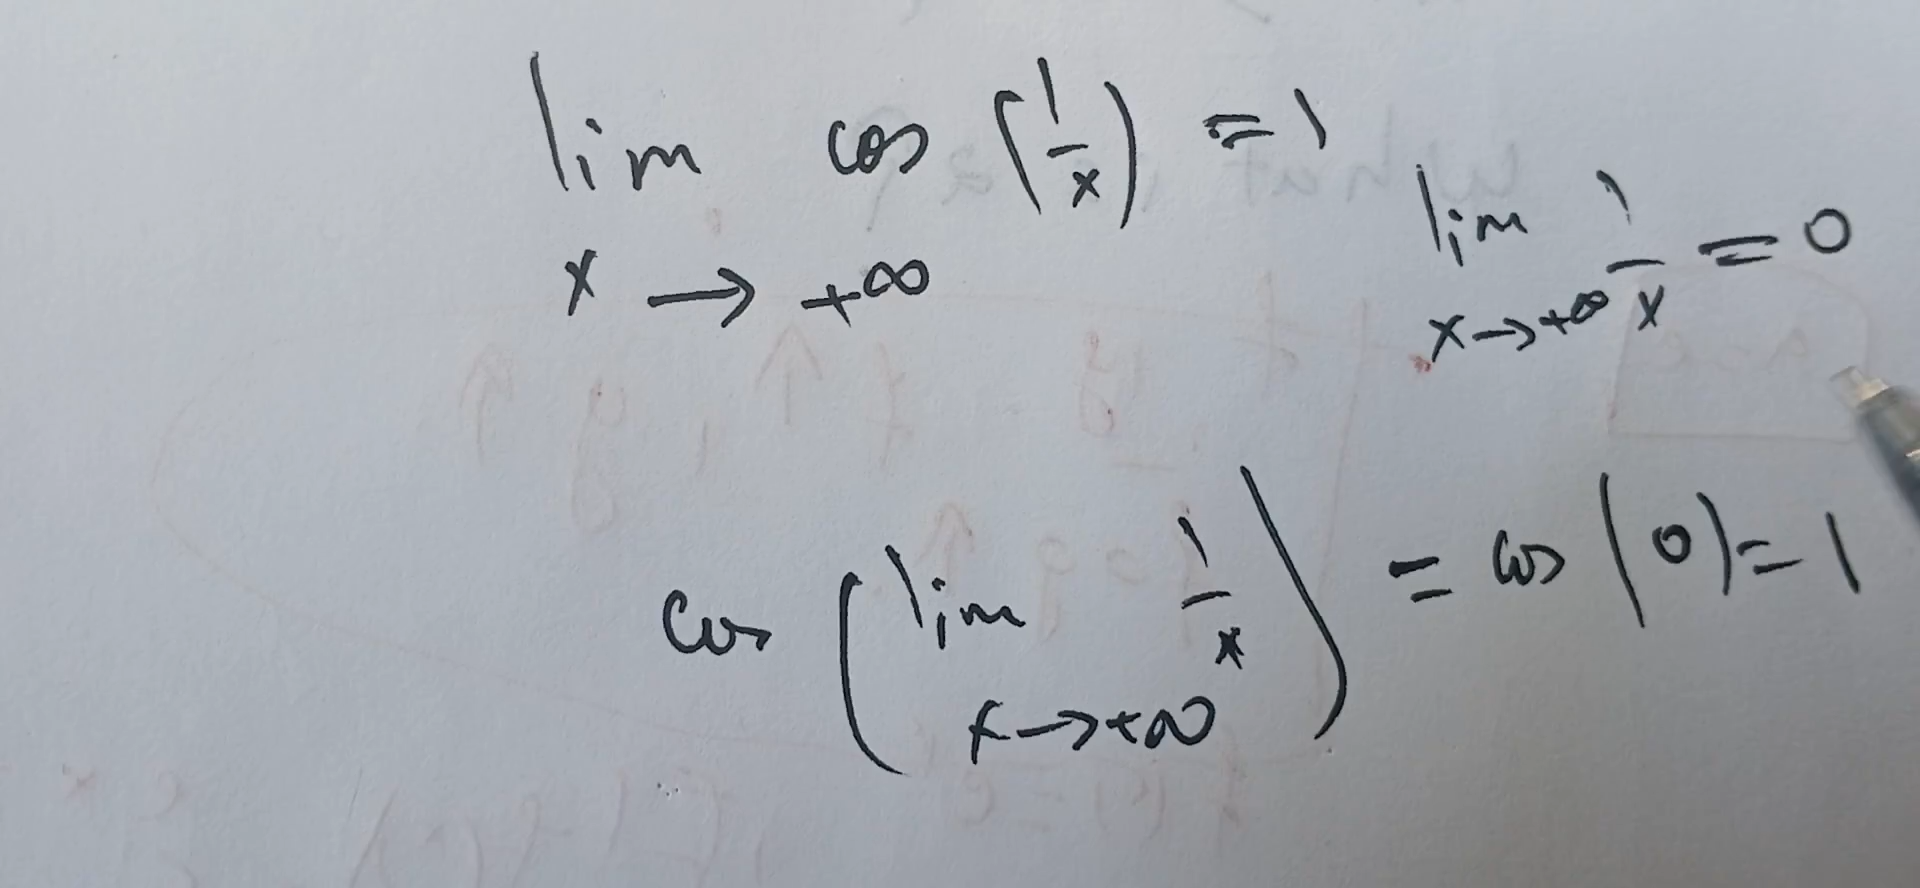 lim cos (1/x) = 1
x → +∞
lim 1/x = 0
x → +∞
cos (lim 1/x) = cos (0) = 1
x → +∞